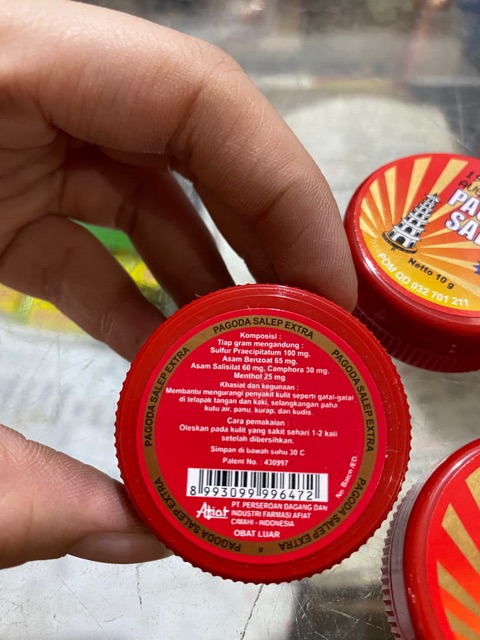 PAGODA SALEP EXTRA
PAGODA SALEP EXTRA
PAGODA SALEP EXTRA
PAGODA SALEP EXTRA
PAGODA SALEP EXTRA
Komposisi :
Tiap gram mengandung :
Sulfur Praecipitatum 100 mg.
Asam Benzoat 65 mg.
Asam Salisilat 60 mg. Camphora 30 mg.
Menthol 25 mg
Khasiat dan kegunaan :
Membantu mengurangi penyakit kulit seperti gatal-gatal
di telapak tangan dan kaki, selangkangan paha
kutu air, panu, kurap, dan kudis
Cara pemakaian :
Oleskan pada kulit yang sakit sehari 1-2 kali
setelah dibersihkan.
Simpan di bawah suhu 30 C
Patent No. : 430997
8 993099 996472
No. Batch /ED.
Afiat
PT. PERSEROAN DAGANG DAN
INDUSTRI FARMASI AFIAT
CIMAHI - INDONESIA
OBAT LUAR
Netto 10 g
POM QD 932 701 211